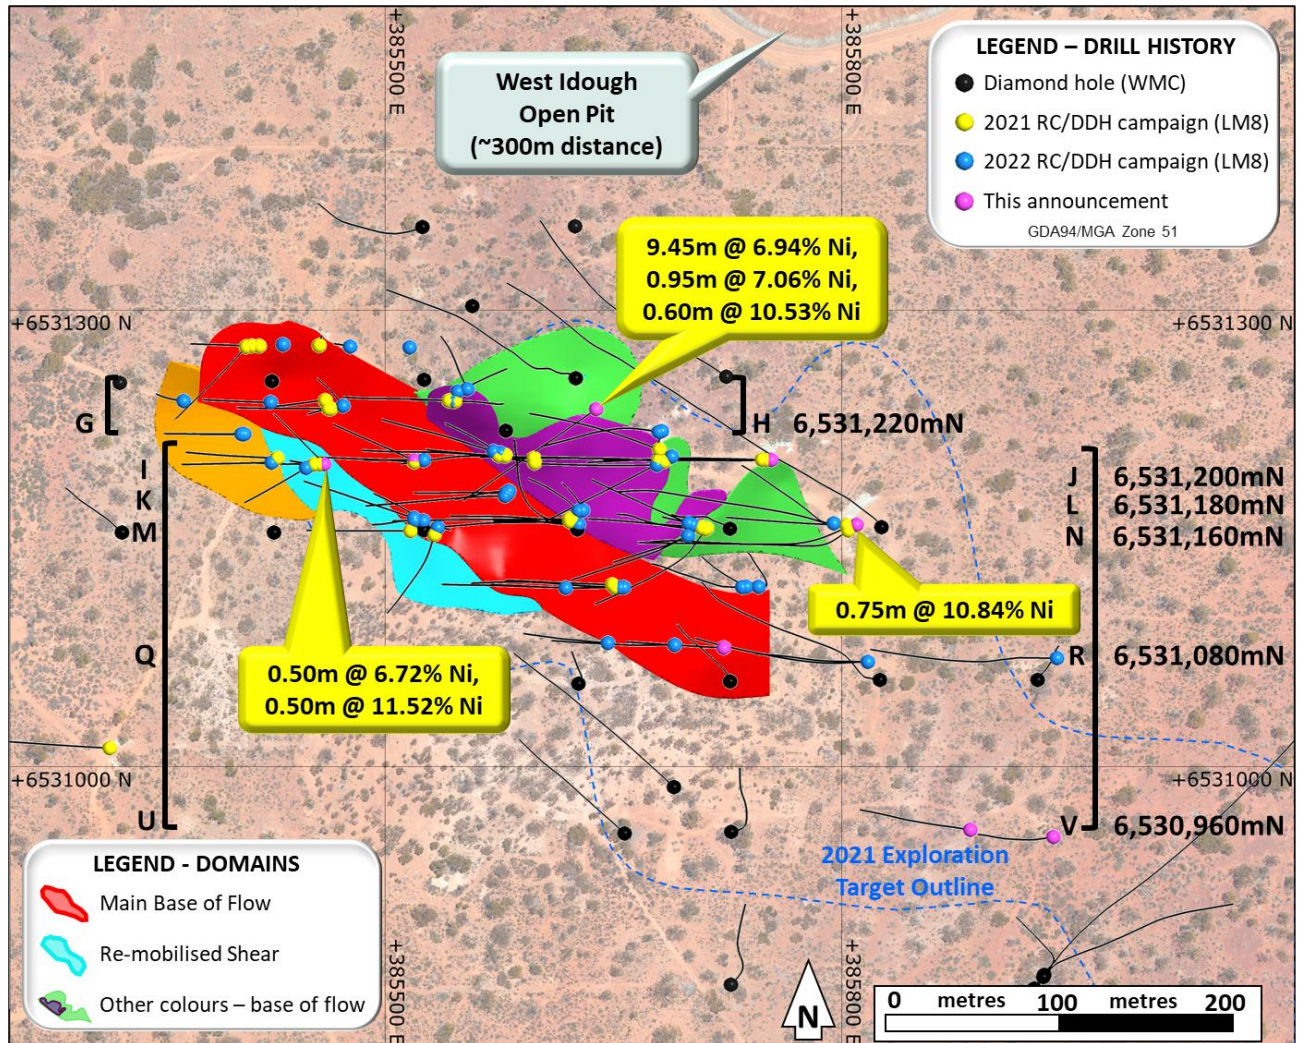 +385500 E
+385800 E
West Idough
Open Pit
(~300m distance)
LEGEND – DRILL HISTORY
Diamond hole (WMC)
2021 RC/DDH campaign (LM8)
2022 RC/DDH campaign (LM8)
This announcement
GDA94/MGA Zone 51
9.45m @ 6.94% Ni,
0.95m @ 7.06% Ni,
0.60m @ 10.53% Ni
+6531300 N
+6531300 N
G
H 6,531,220mN
I
J 6,531,200mN
K
L 6,531,180mN
M
N 6,531,160mN
0.75m @ 10.84% Ni
0.50m @ 6.72% Ni,
0.50m @ 11.52% Ni
Q
R 6,531,080mN
+6531000 N
+6531000 N
U
V 6,530,960mN
2021 Exploration
Target Outline
LEGEND - DOMAINS
Main Base of Flow
Re-mobilised Shear
Other colours – base of flow
+385500 E
+385800 E
N
0 metres 100 metres 200